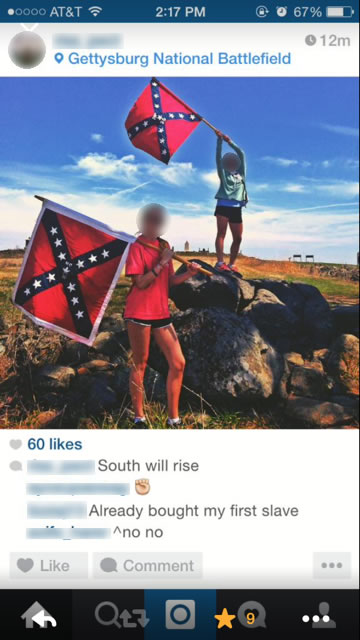 AT&T 2:17 PM 67%
Gettysburg National Battlefield 12m
60 likes
South will rise
Already bought my first slave
^no no
Like Comment
9